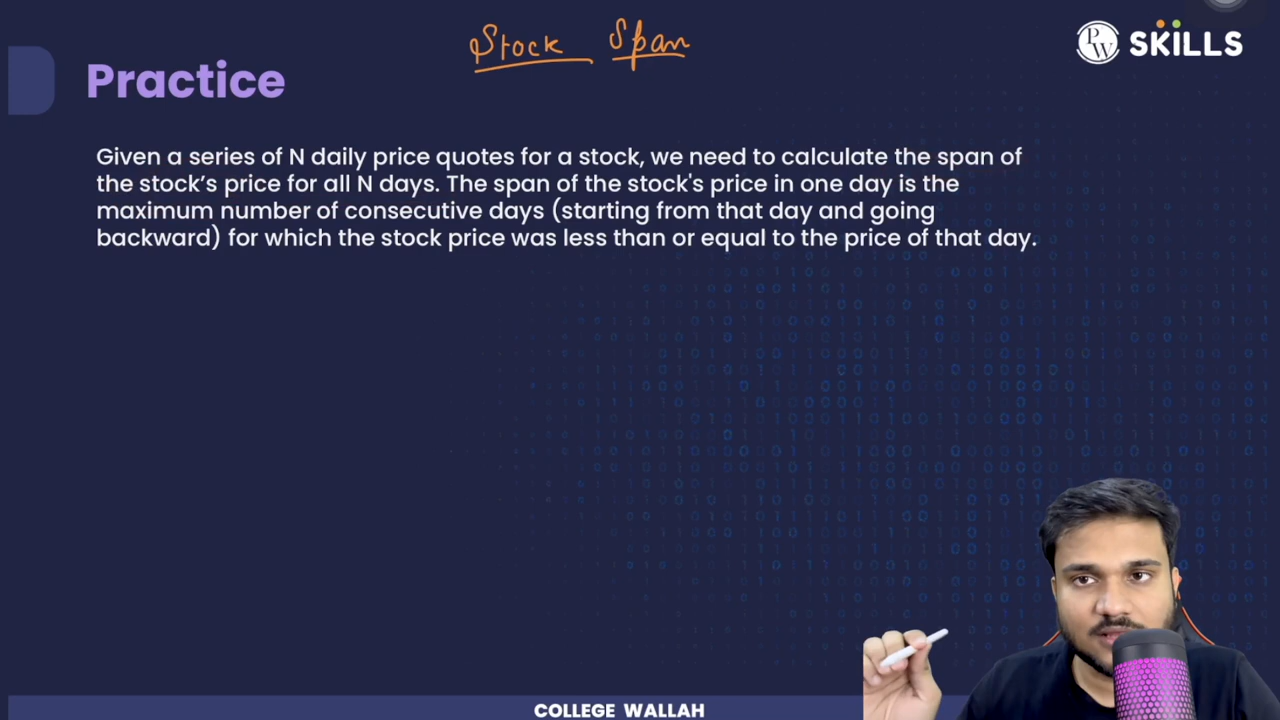 Stock Span
PW SKILLS
Practice
Given a series of N daily price quotes for a stock, we need to calculate the span of
the stock’s price for all N days. The span of the stock's price in one day is the
maximum number of consecutive days (starting from that day and going
backward) for which the stock price was less than or equal to the price of that day.
COLLEGE WALLAH